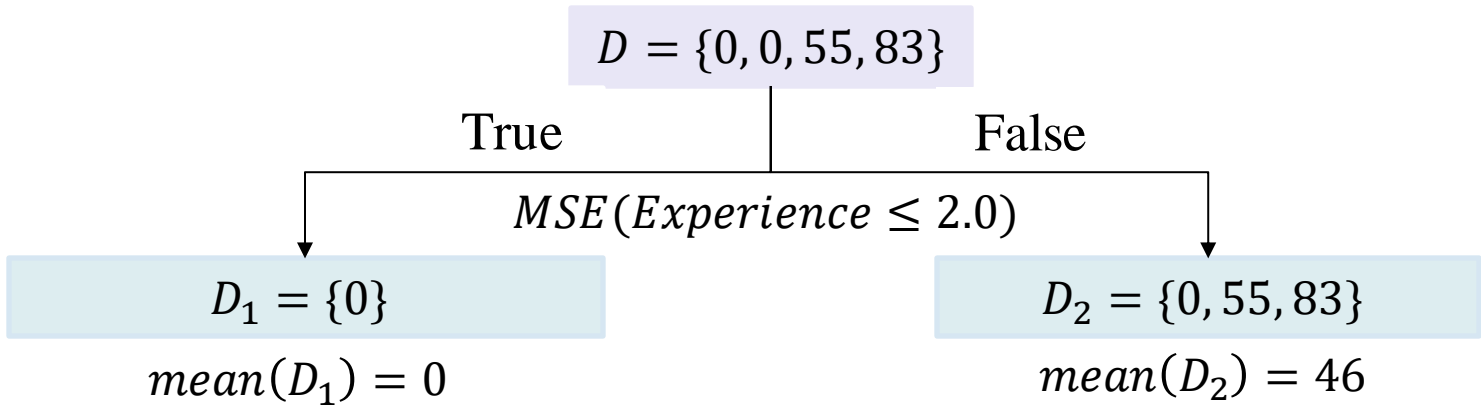 D = {0, 0, 55, 83}
True
False
MSE(Experience ≤ 2.0)
D₁ = {0}
D₂ = {0, 55, 83}
mean(D₁) = 0
mean(D₂) = 46